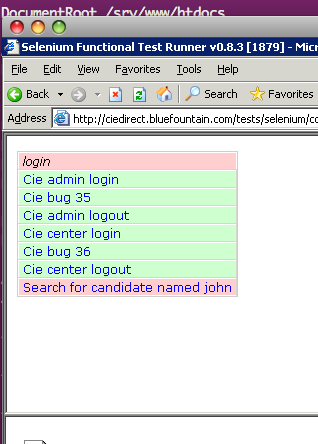 DocumentRoot /srv/www/htdocs
Selenium Functional Test Runner v0.8.3 [1879] - Micr
File Edit View Favorites Tools Help
Back Search Favorites
Address http://ciedirect.bluefountain.com/tests/selenium/co
login
Cie admin login
Cie bug 35
Cie admin logout
Cie center login
Cie bug 36
Cie center logout
Search for candidate named john